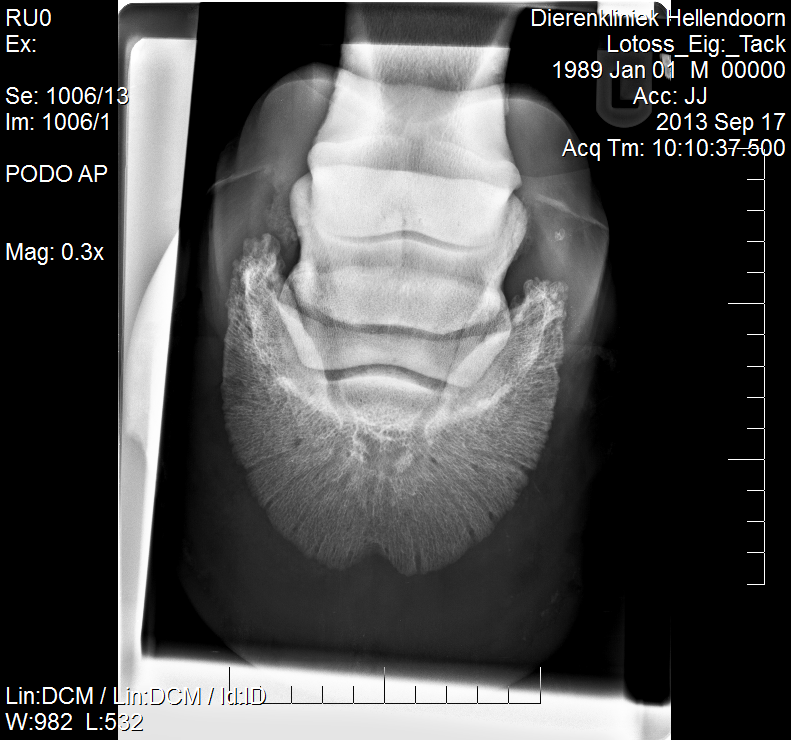 RU0
Ex:
Se: 1006/13
Im: 1006/1
PODO AP
Mag: 0.3x
Dierenkliniek Hellendoorn
Lotoss_Eig:_Tack
1989 Jan 01 M 00000
Acc: JJ
2013 Sep 17
Acq Tm: 10:10:37.500
L
Lin:DCM / Lin:DCM / Id:ID
W:982 L:532